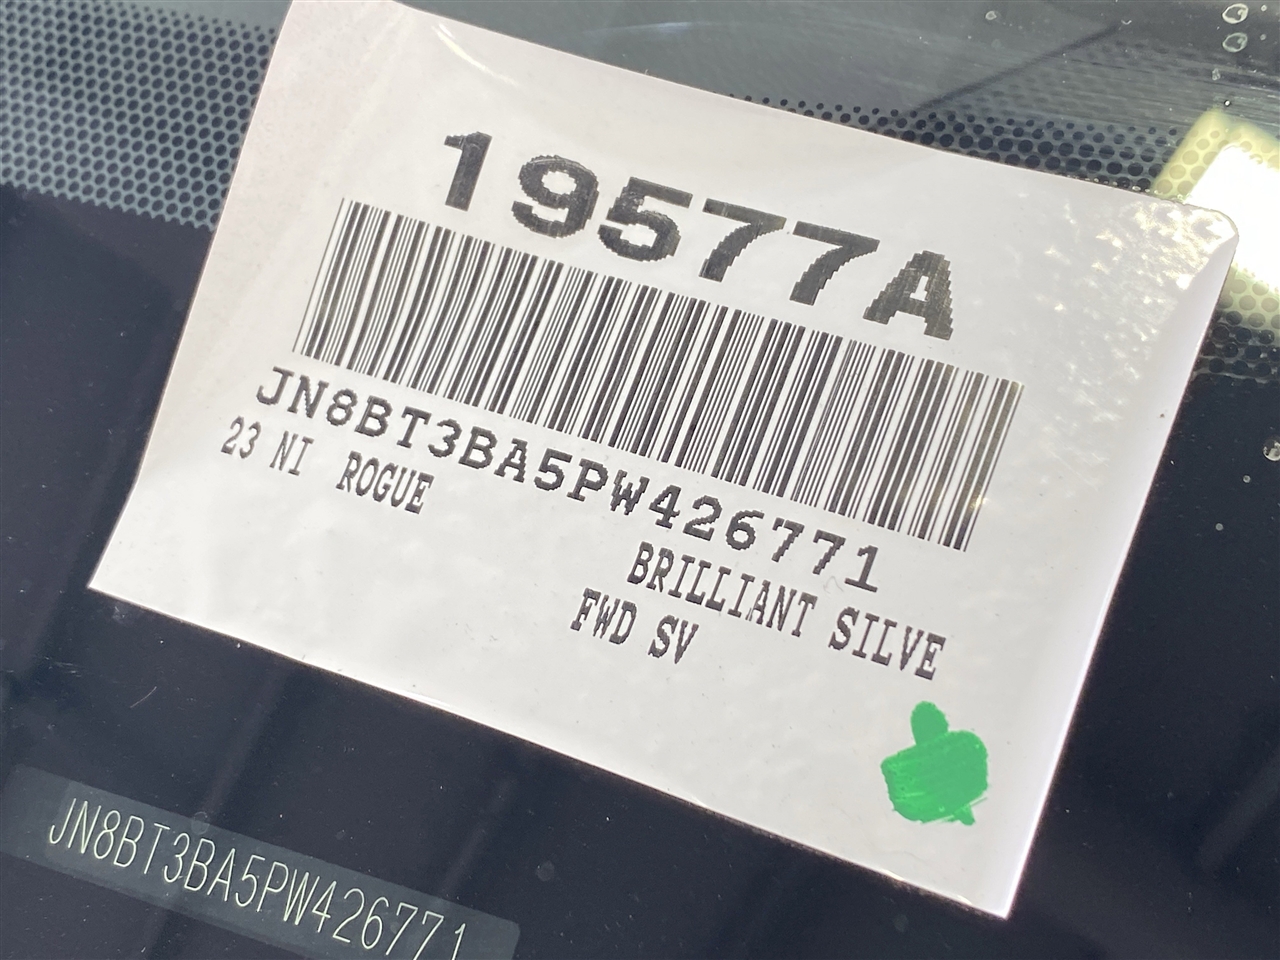 19577A
JN8BT3BA5PW426771
23 NI ROGUE
BRILLIANT SILVE
FWD SV
JN8BT3BA5PW426771